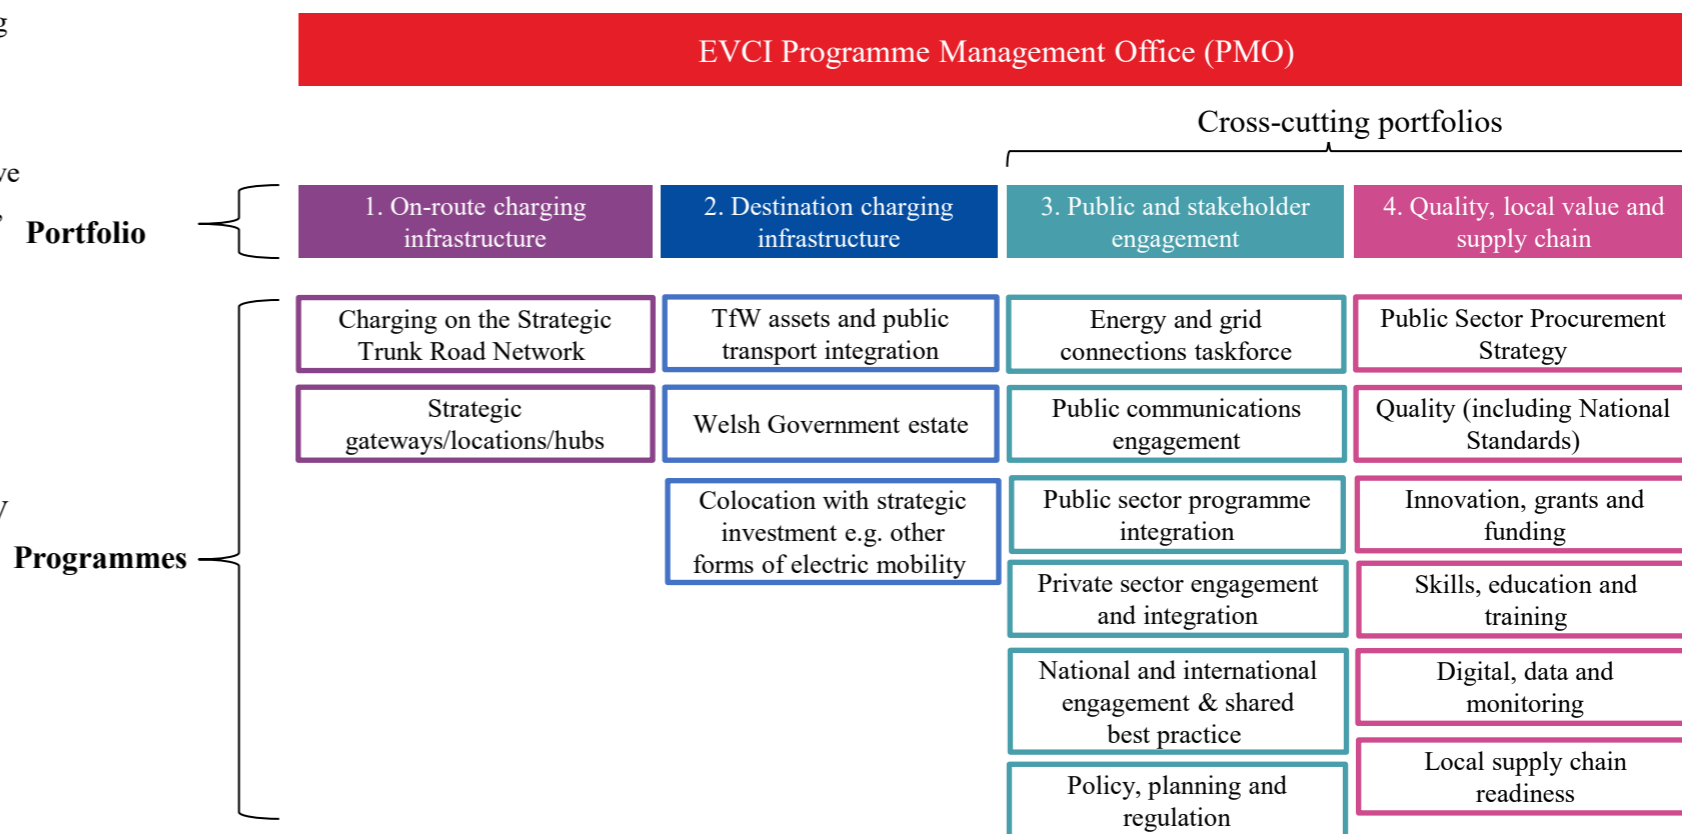 EVCI Programme Management Office (PMO)
Cross-cutting portfolios
Portfolio
1. On-route charging
infrastructure
2. Destination charging
infrastructure
3. Public and stakeholder
engagement
4. Quality, local value and
supply chain
Programmes
Charging on the Strategic
Trunk Road Network
Strategic
gateways/locations/hubs
TfW assets and public
transport integration
Welsh Government estate
Colocation with strategic
investment e.g. other
forms of electric mobility
Energy and grid
connections taskforce
Public communications
engagement
Public sector programme
integration
Private sector engagement
and integration
National and international
engagement & shared
best practice
Policy, planning and
regulation
Public Sector Procurement
Strategy
Quality (including National
Standards)
Innovation, grants and
funding
Skills, education and
training
Digital, data and
monitoring
Local supply chain
readiness